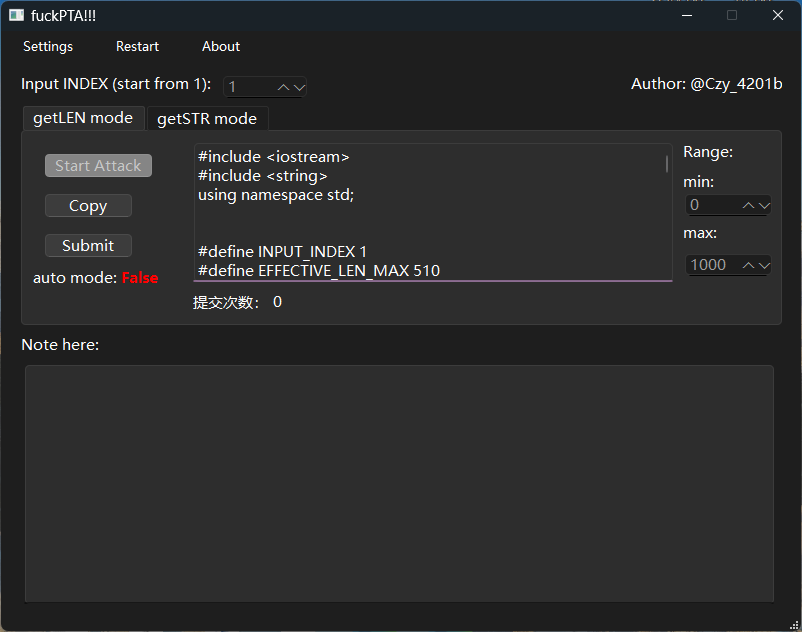 fuckPTA!!!
Settings Restart About
Input INDEX (start from 1): 1 Author: @Czy_4201b
getLEN mode getSTR mode
Start Attack
Copy
Submit
auto mode: False
#include <iostream>
#include <string>
using namespace std;
#define INPUT_INDEX 1
#define EFFECTIVE_LEN_MAX 510
提交次数： 0
Range:
min:
0
max:
1000
Note here: